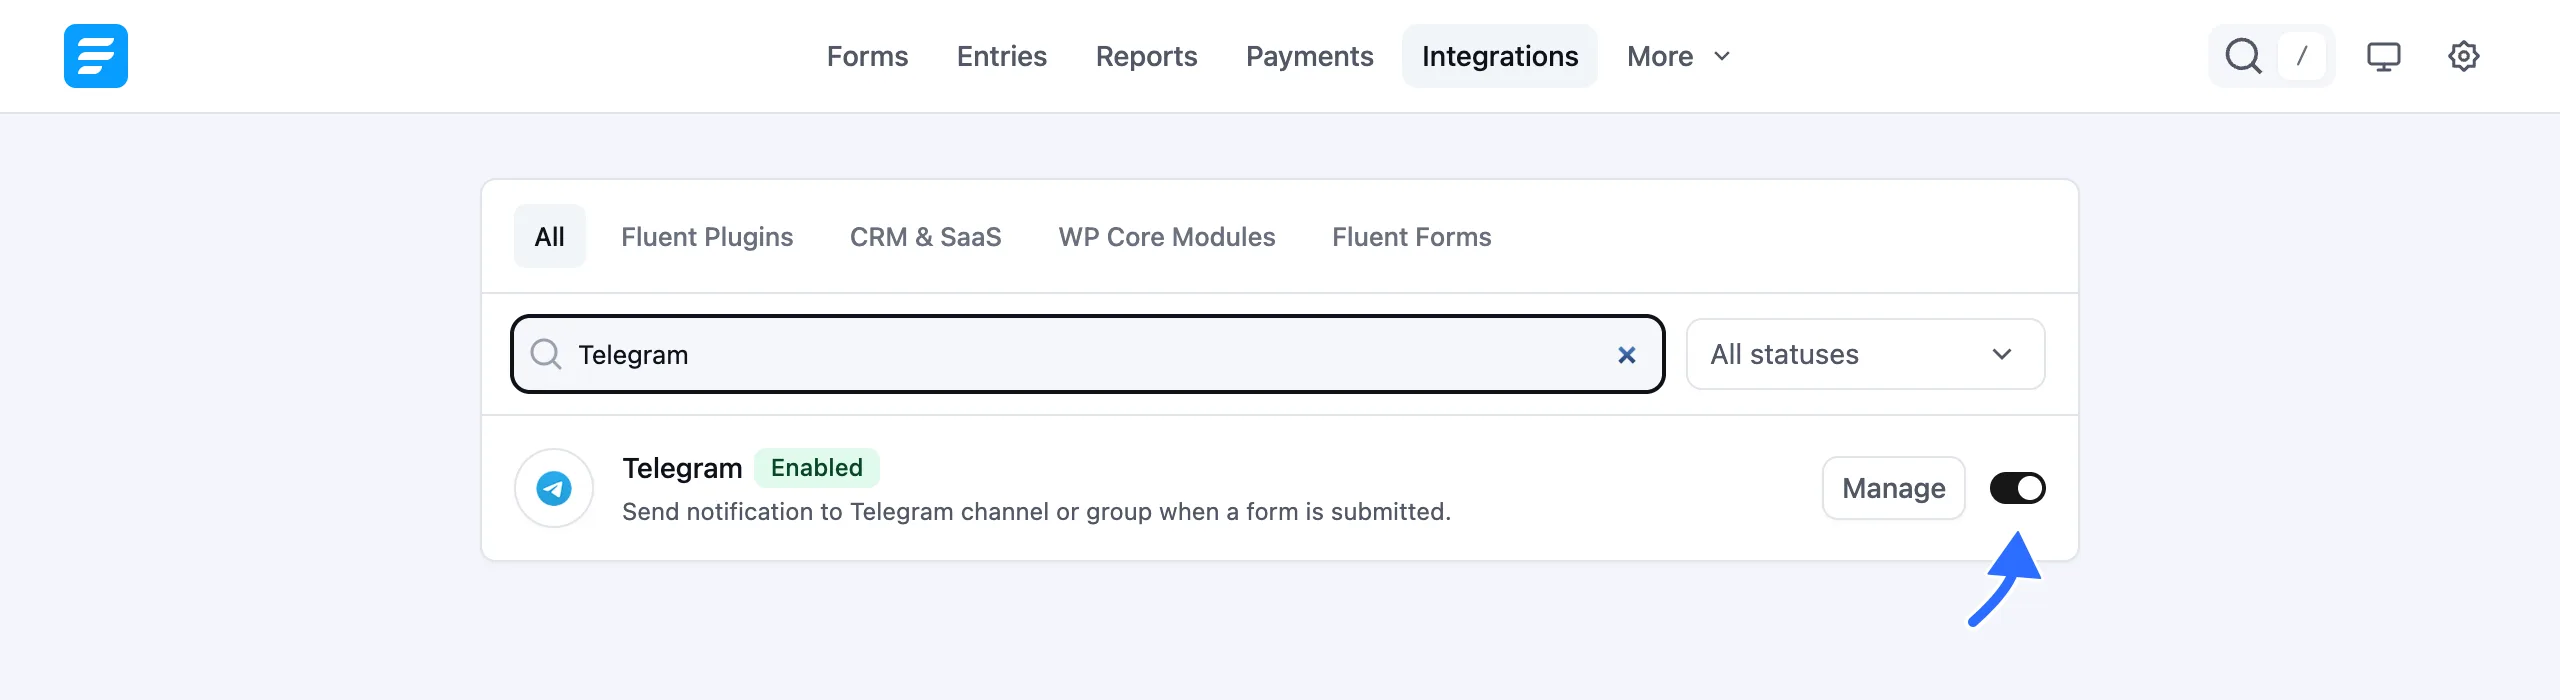 Forms Entries Reports Payments Integrations More /
All Fluent Plugins CRM & SaaS WP Core Modules Fluent Forms
Telegram All statuses
Telegram Enabled
Send notification to Telegram channel or group when a form is submitted.
Manage